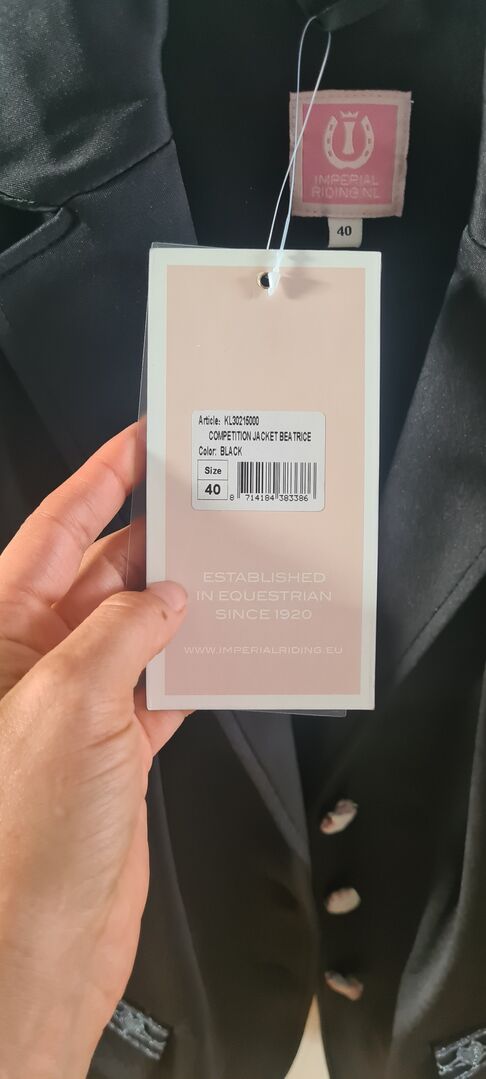 IMPERIAL
RIDING.NL
40
Article: KL30215000
COMPETITION JACKET BEATRICE
Color: BLACK
Size
40
8 714184 383386
ESTABLISHED
IN EQUESTRIAN
SINCE 1920
WWW.IMPERIALRIDING.EU